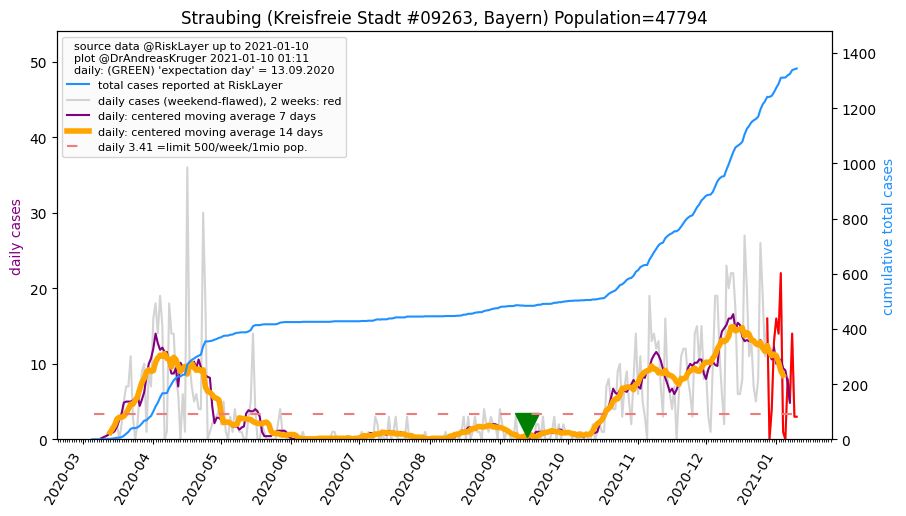 Straubing (Kreisfreie Stadt #09263, Bayern) Population=47794
source data @RiskLayer up to 2021-01-10
plot @DrAndreasKruger 2021-01-10 01:11
daily: (GREEN) 'expectation day' = 13.09.2020
total cases reported at RiskLayer
daily cases (weekend-flawed), 2 weeks: red
daily: centered moving average 7 days
daily: centered moving average 14 days
daily 3.41 =limit 500/week/1mio pop.
daily cases
50
40
30
20
10
0
1400
1200
1000
800
600
400
200
0
cumulative total cases
2020-03
2020-04
2020-05
2020-06
2020-07
2020-08
2020-09
2020-10
2020-11
2020-12
2021-01